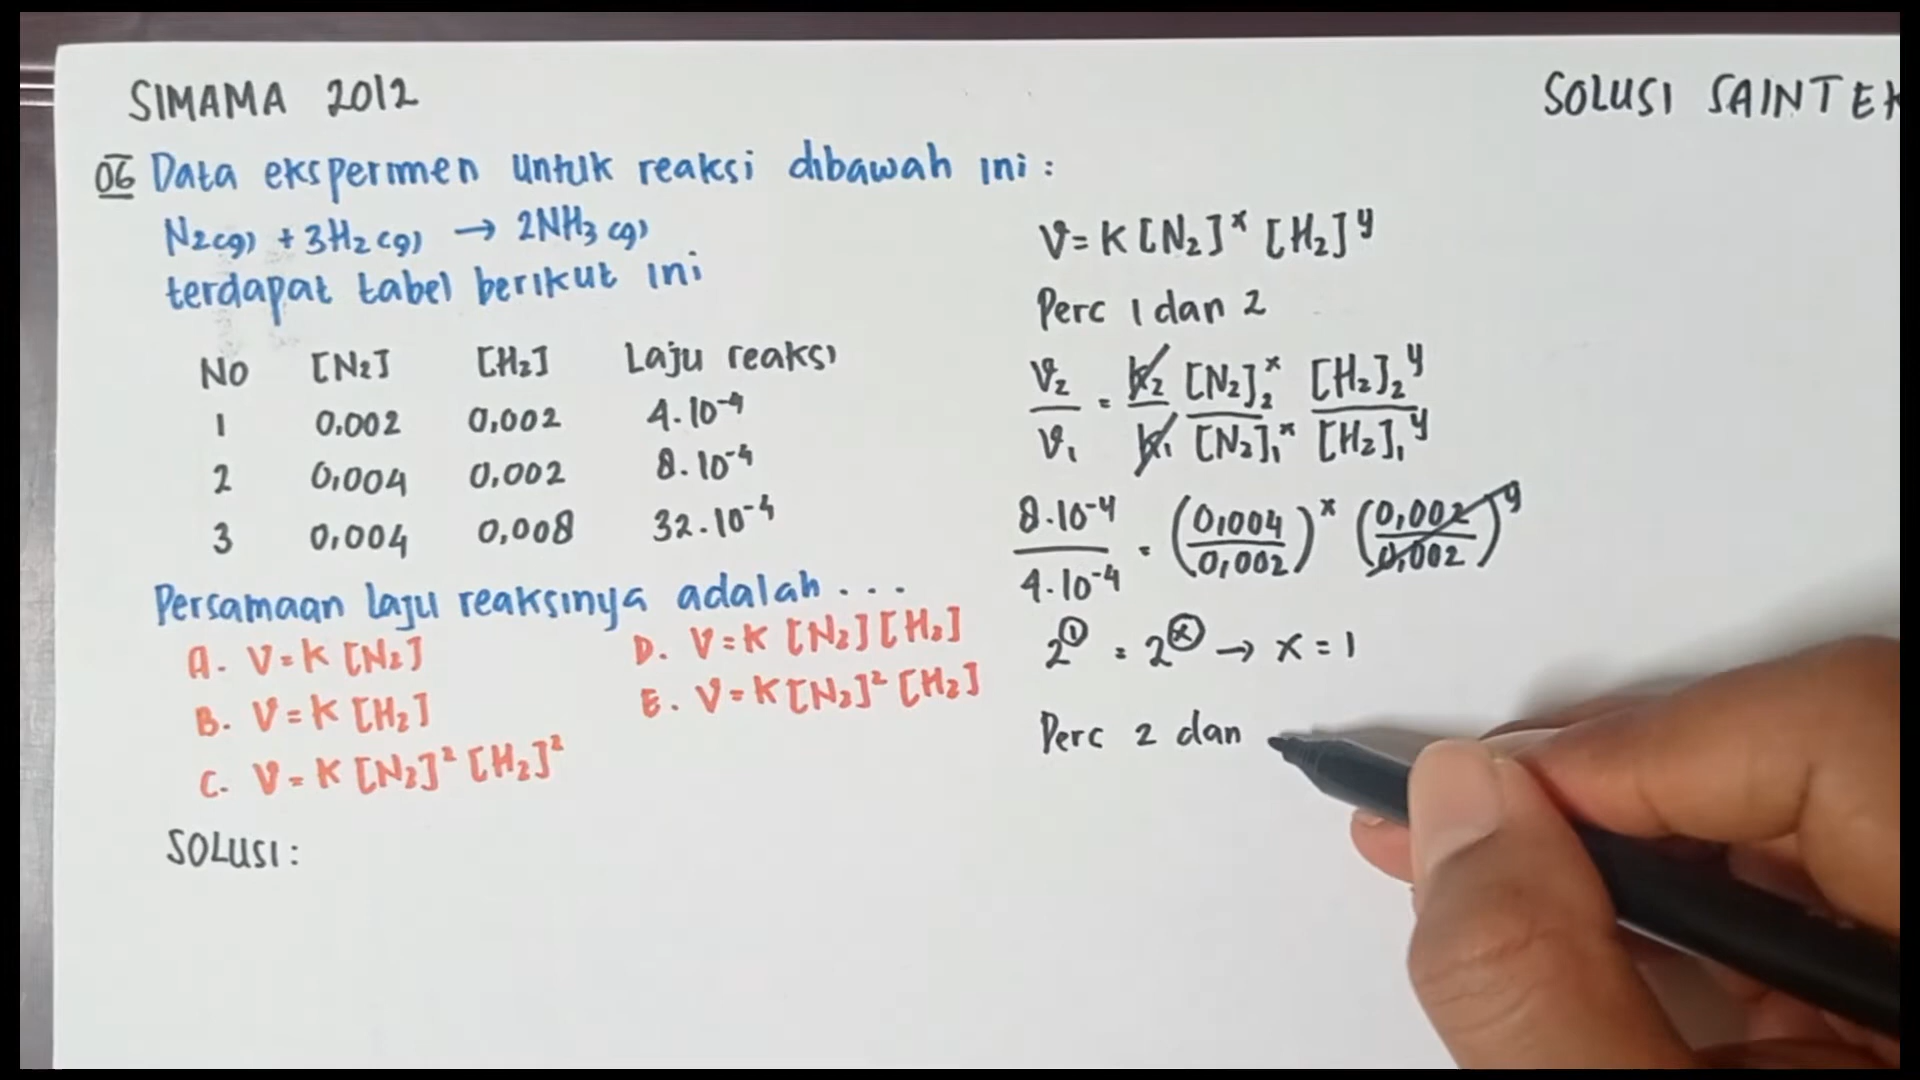 SIMAMA 2012
SOLUSI SAINTEK
06 Data eksperimen untuk reaksi dibawah ini :
N2(g) + 3H2(g) → 2NH3(g)
terdapat tabel berikut ini
No [N2] [H2] Laju reaksi
1 0.002 0,002 4.10⁻⁴
2 0,004 0,002 8.10⁻⁴
3 0,004 0,008 32.10⁻⁴
Persamaan laju reaksinya adalah ...
A. V=K [N2]
B. V=K [H2]
C. V=K [N2]² [H2]²
D. V=K [N2][H2]
E. V=K[N2]² [H2]
SOLUSI:
V=K[N2]ˣ [H2]ʸ
Perc 1 dan 2
V2/V1 = K2/K1 [N2]2ˣ/[N2]1ˣ [H2]2ʸ/[H2]1ʸ
8.10⁻⁴/4.10⁻⁴ = (0,004/0,002)ˣ (0,002/0,002)ʸ
2¹ = 2ˣ → x = 1
Perc 2 dan